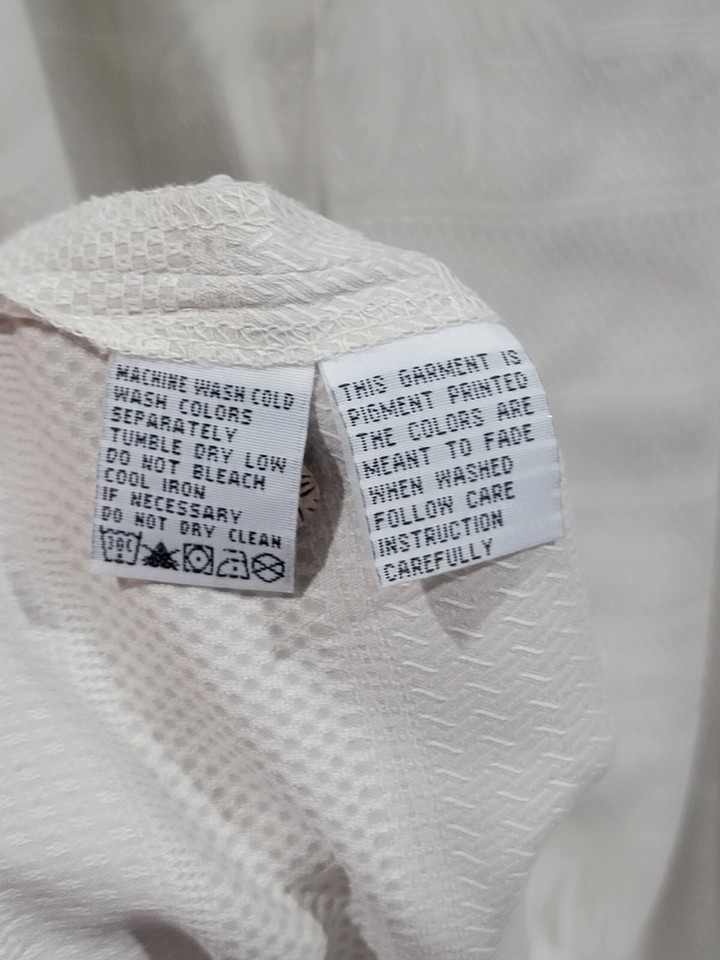 MACHINE WASH COLD
WASH COLORS
SEPARATELY
TUMBLE DRY LOW
DO NOT BLEACH
COOL IRON
IF NECESSARY
DO NOT DRY CLEAN
30C
THIS GARMENT IS
PIGMENT PRINTED
THE COLORS ARE
MEANT TO FADE
WHEN WASHED
FOLLOW CARE
INSTRUCTION
CAREFULLY